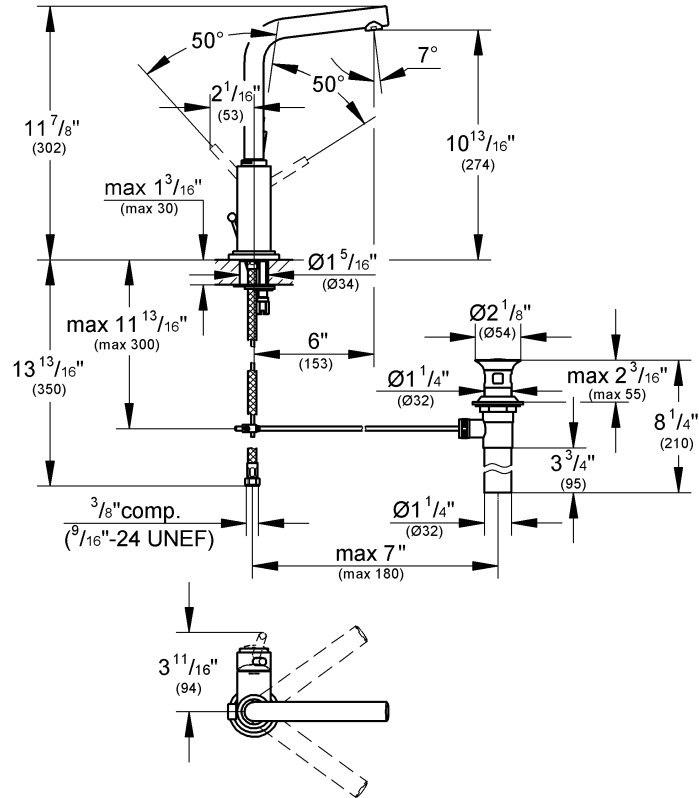 50°
7°
50°
2 1/16"
(53)
11 7/8"
(302)
10 13/16"
(274)
max 1 3/16"
(max 30)
Ø1 5/16"
(Ø34)
max 11 13/16"
(max 300)
Ø2 1/8"
(Ø54)
6"
(153)
13 13/16"
(350)
Ø1 1/4"
(Ø32)
max 2 3/16"
(max 55)
8 1/4"
(210)
3 3/4"
(95)
3/8"comp.
(9/16"-24 UNEF)
Ø1 1/4"
(Ø32)
max 7"
(max 180)
3 11/16"
(94)